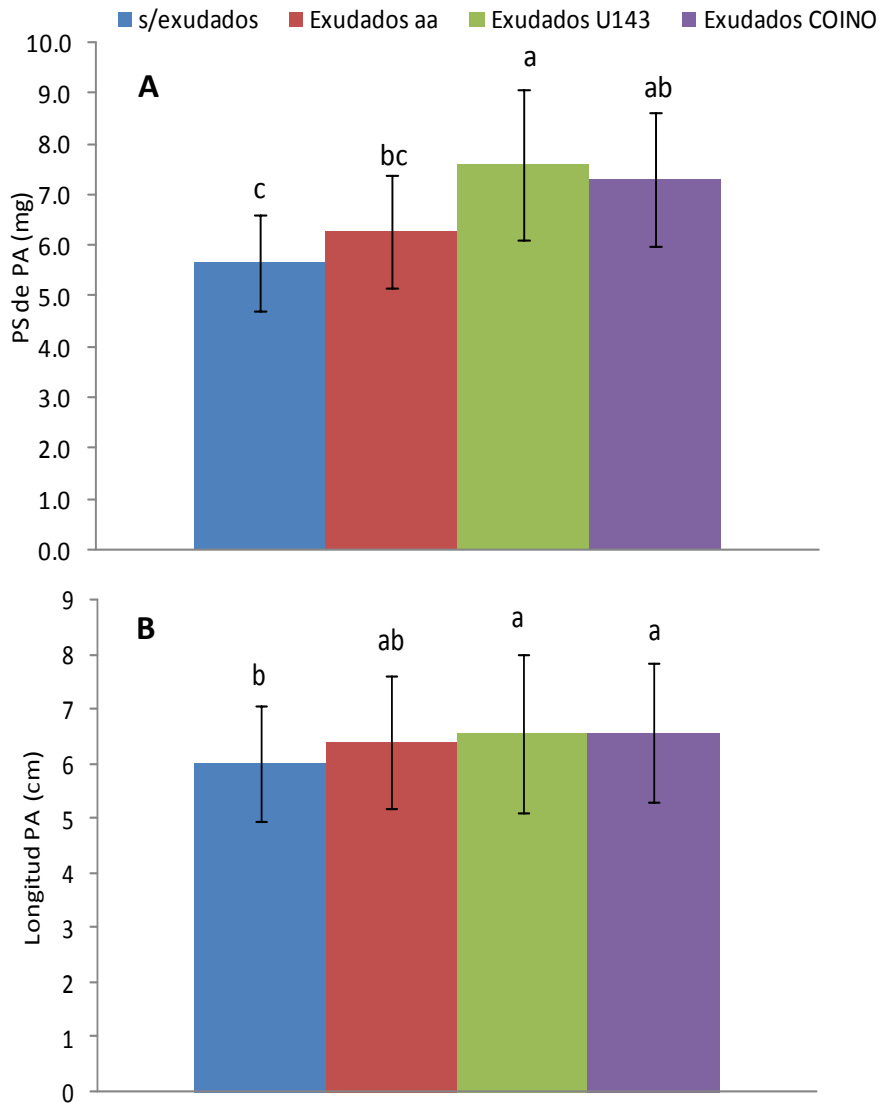 s/exudados Exudados aa Exudados U143 Exudados COINO
A
PS de PA (mg)
10.0
9.0
8.0
7.0
6.0
5.0
4.0
3.0
2.0
1.0
0.0
c
bc
a
ab
B
Longitud PA (cm)
9
8
7
6
5
4
3
2
1
0
b
ab
a
a